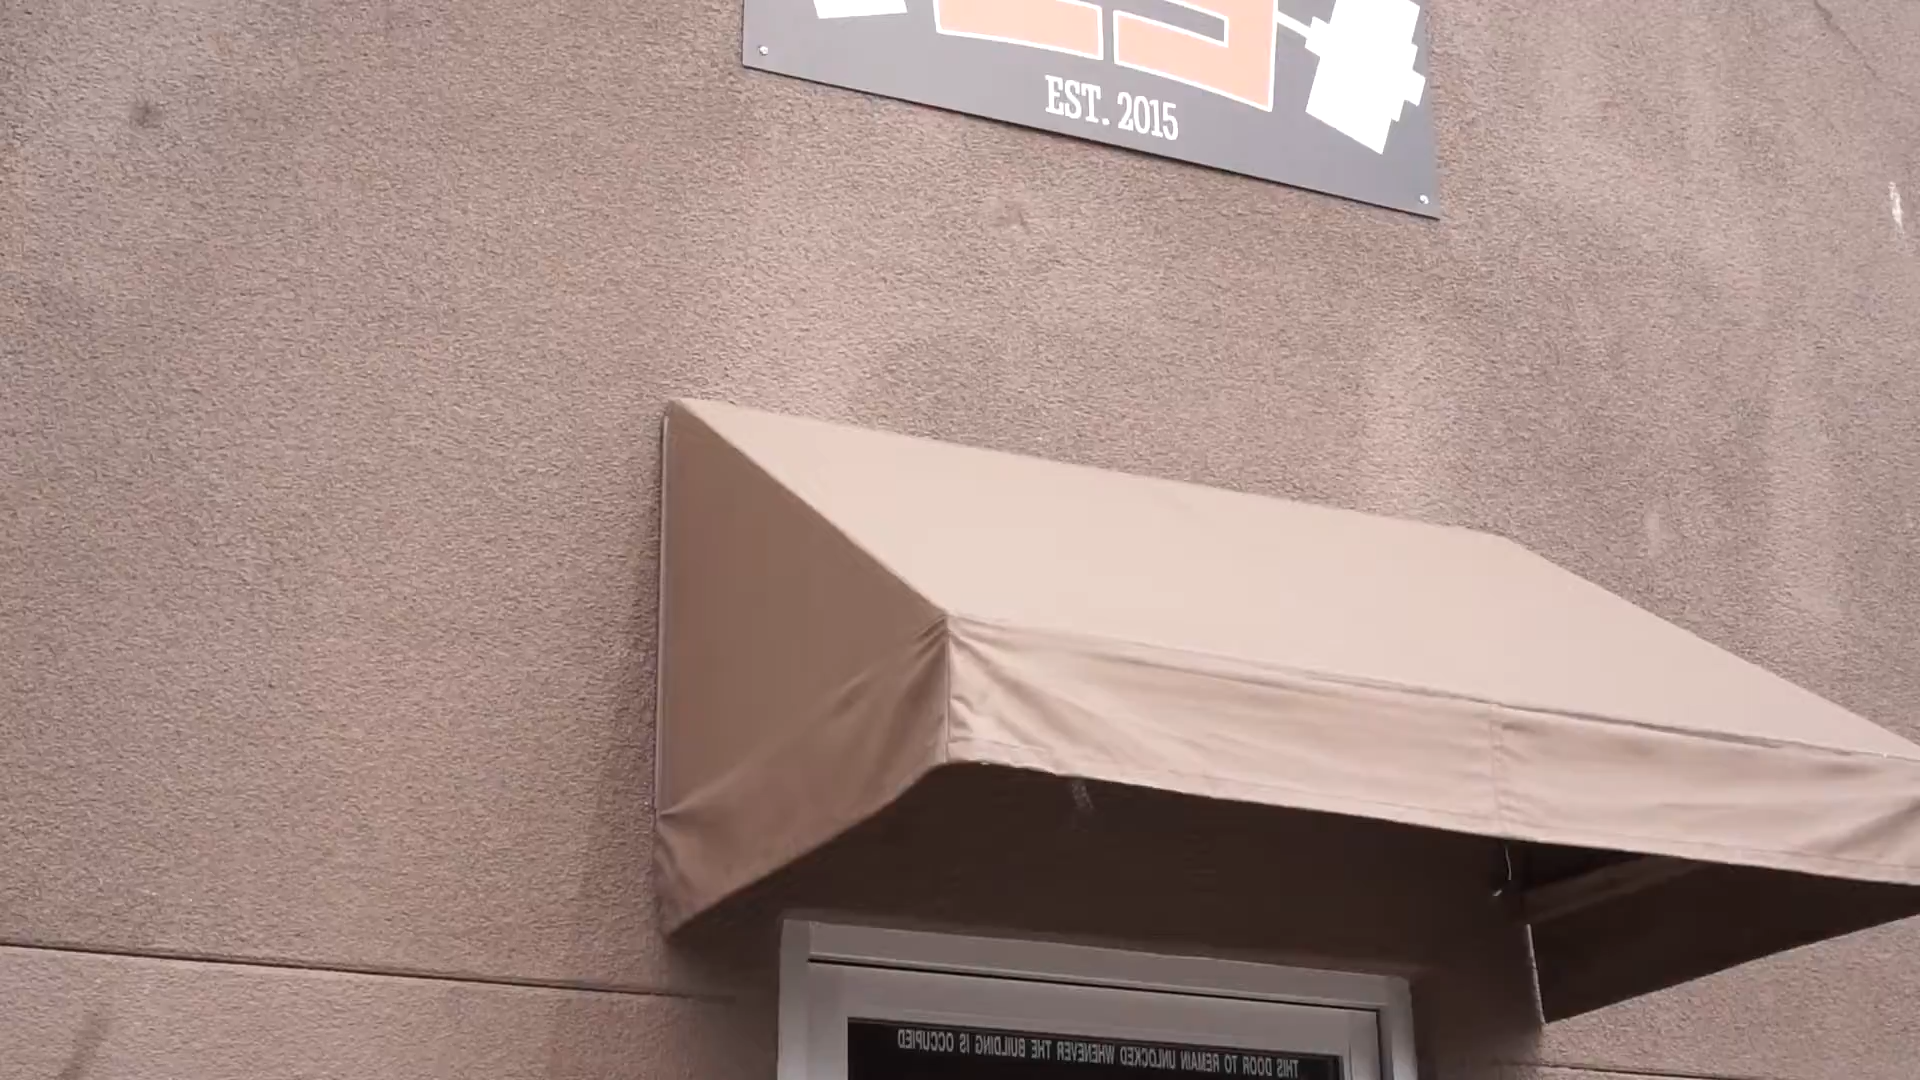 EST. 2015
THIS DOOR TO REMAIN UNLOCKED WHENEVER THE BUILDING IS OCCUPIED